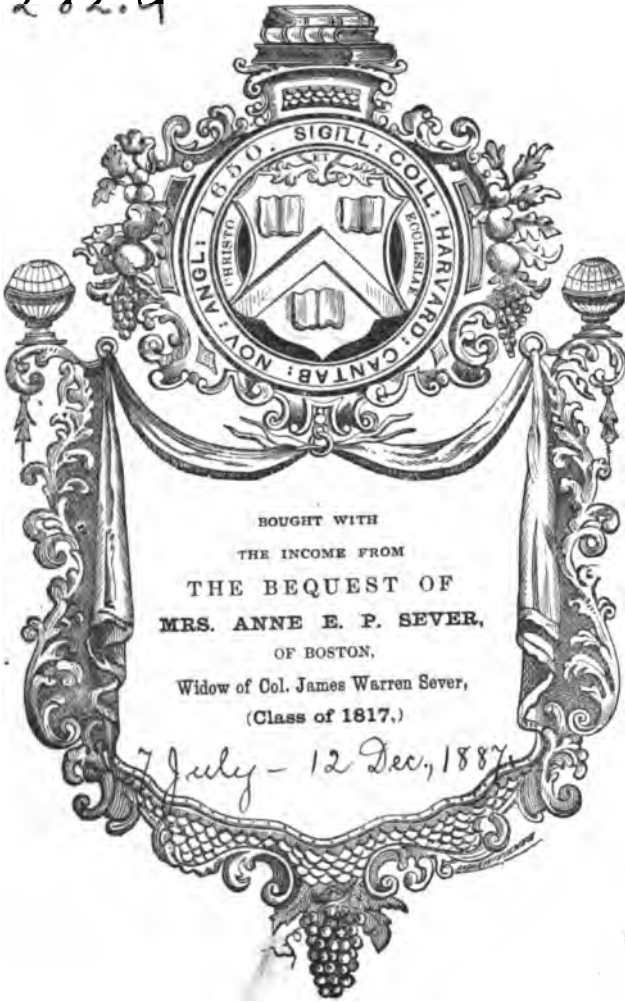 SIGILL: COLL: HARVARD: CANTAB: NOV: ANGL: 1650.
ET
CHRISTO
ECCLESIAE
BOUGHT WITH
THE INCOME FROM
THE BEQUEST OF
MRS. ANNE E. P. SEVER,
OF BOSTON,
Widow of Col. James Warren Sever,
(Class of 1817,)
7 July - 12 Dec., 1887.